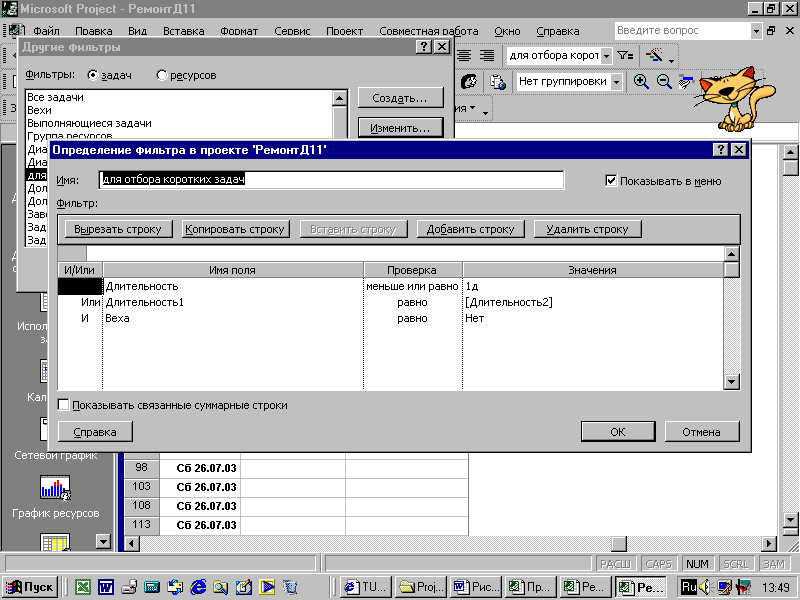 Microsoft Project - РемонтД11
Файл Правка Вид Вставка Формат Сервис Проект Совместная работа Окно Справка Введите вопрос
Другие фильтры
Фильтры: задач ресурсов
для отбора корот
Нет группировки
Все задачи
Вехи
Выполняющиеся задачи
Группа ресурсов
Диа
Диа
для
Дол
Дол
Заве
Зад
Зад
Создать...
Изменить...
Определение фильтра в проекте 'РемонтД11'
Имя: для отбора коротких задач Показывать в меню
Фильтр:
Вырезать строку Копировать строку Вставить строку Добавить строку Удалить строку
И/Или Имя поля Проверка Значения
Длительность меньше или равно 1д
Или Длительность1 равно [Длительность2]
И Веха равно Нет
Показывать связанные суммарные строки
Справка ОК Отмена
Испол
Кал
Сетевой график
График ресурсов
98 Сб 26.07.03
103 Сб 26.07.03
108 Сб 26.07.03
113 Сб 26.07.03
РАСШ CAPS NUM SCRL ЗАМ
Пуск TU... Proj... Рис... Пр... Ре... Ре... Ru 13:49